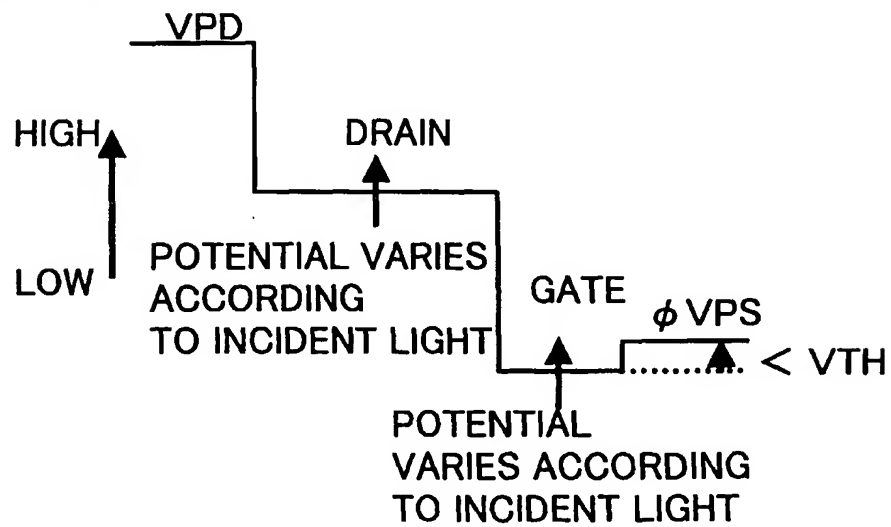 VPD
HIGH
DRAIN
LOW
POTENTIAL VARIES
ACCORDING
TO INCIDENT LIGHT
GATE
ϕ VPS
< VTH
POTENTIAL
VARIES ACCORDING
TO INCIDENT LIGHT